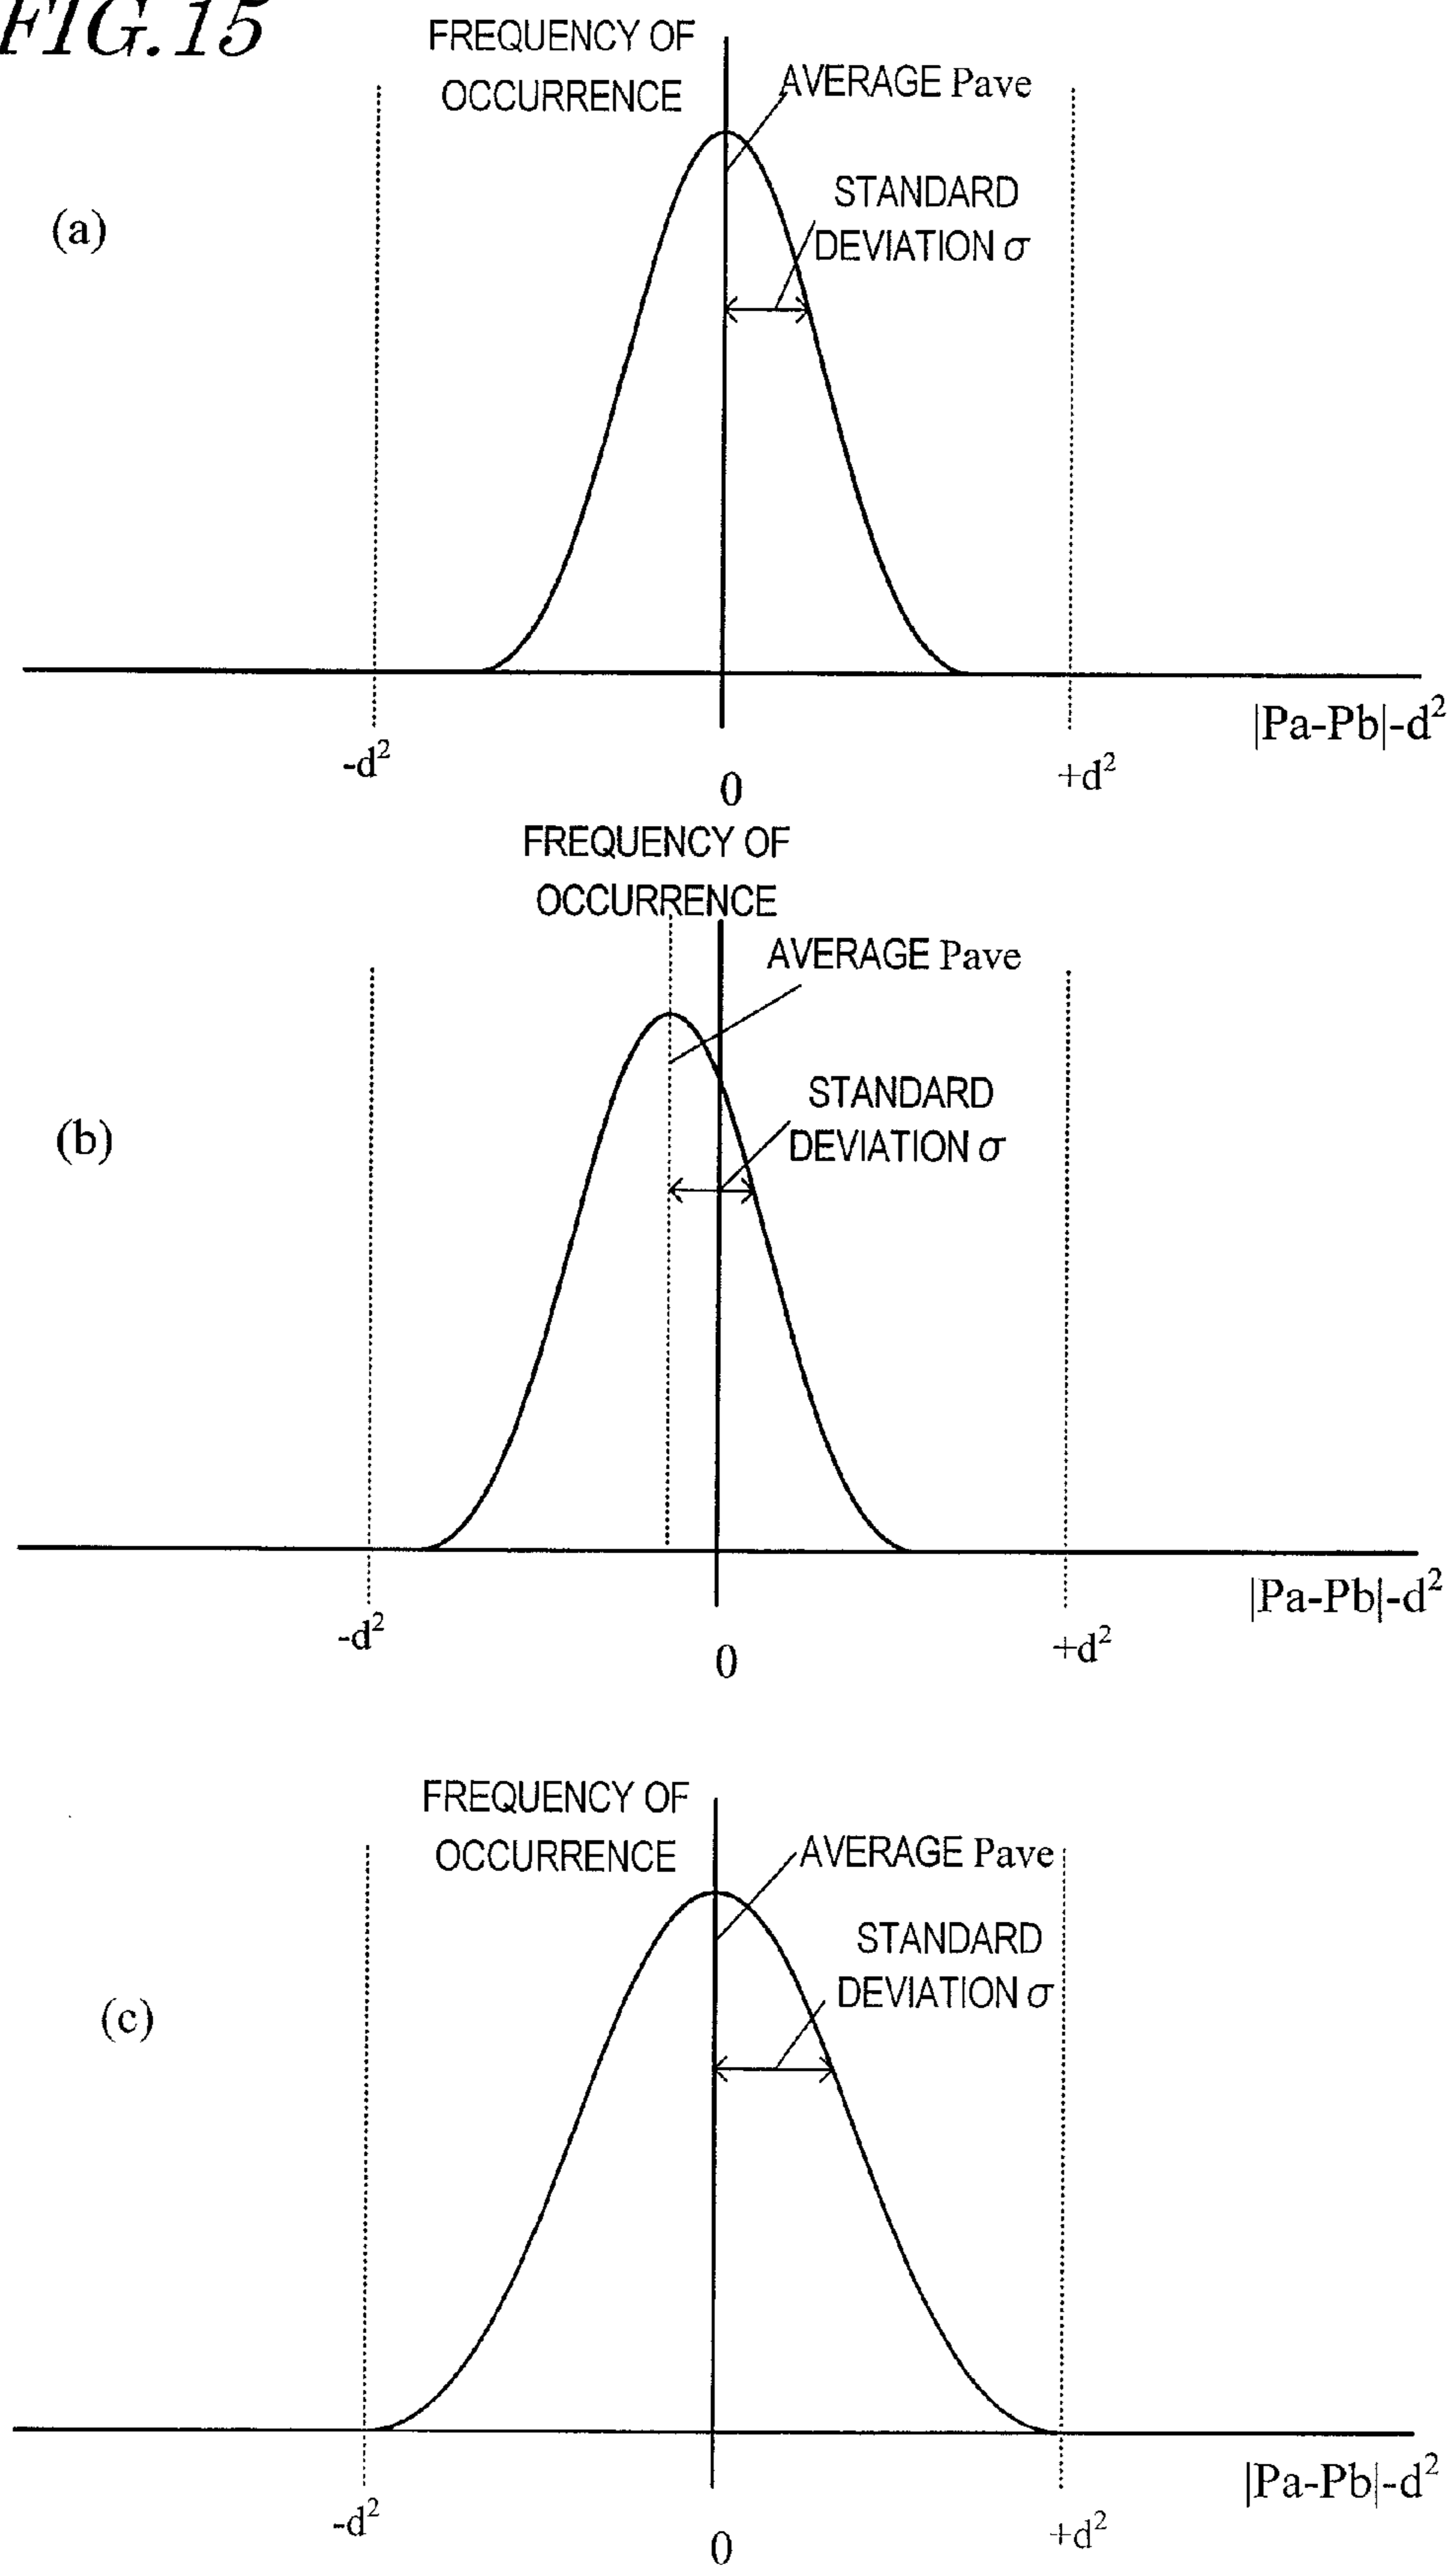 FIG.15
FREQUENCY OF
OCCURRENCE
AVERAGE Pave
STANDARD
DEVIATION σ
(a)
|Pa-Pb|-d²
-d²
0
+d²
FREQUENCY OF
OCCURRENCE
AVERAGE Pave
STANDARD
DEVIATION σ
(b)
|Pa-Pb|-d²
-d²
0
+d²
FREQUENCY OF
OCCURRENCE
AVERAGE Pave
STANDARD
DEVIATION σ
(c)
|Pa-Pb|-d²
-d²
0
+d²